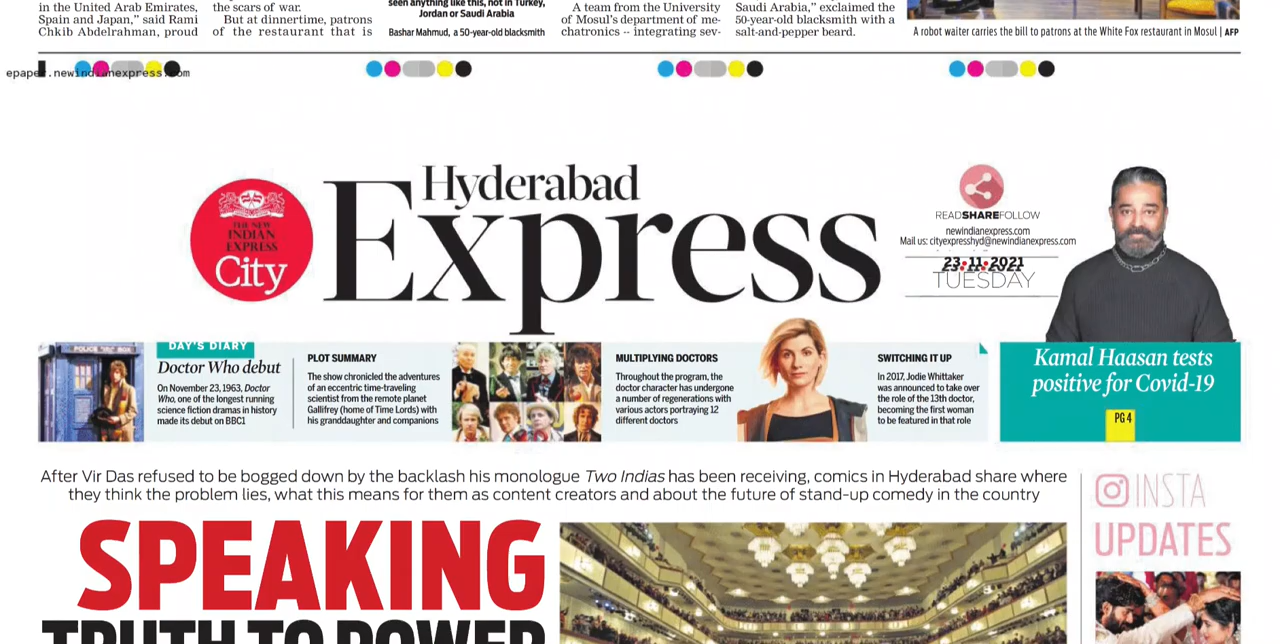 in the United Arab Emirates,
Spain and Japan,” said Rami
Chkib Abdelrahman, proud
the scars of war.
But at dinnertime, patrons
of the restaurant that is
seen anything like this, not in Turkey,
Jordan or Saudi Arabia
Bashar Mahmud, a 50-year-old blacksmith
A team from the University
of Mosul’s department of me-
chatronics -- integrating sev-
Saudi Arabia,” exclaimed the
50-year-old blacksmith with a
salt-and-pepper beard.
A robot waiter carries the bill to patrons at the White Fox restaurant in Mosul | AFP
epaper.newindianexpress.com
THE NEW
INDIAN
EXPRESS
City
Hyderabad
Express
READSHAREFOLLOW
newindianexpress.com
Mail us: cityexpresshyd@newindianexpress.com
23•11•2021
TUESDAY
POLICE BOX
DAY'S DIARY
Doctor Who debut
On November 23, 1963, Doctor
Who, one of the longest running
science fiction dramas in history
made its debut on BBC1
PLOT SUMMARY
The show chronicled the adventures
of an eccentric time-traveling
scientist from the remote planet
Gallifrey (home of Time Lords) with
his granddaughter and companions
MULTIPLYING DOCTORS
Throughout the program, the
doctor character has undergone
a number of regenerations with
various actors portraying 12
different doctors
SWITCHING IT UP
In 2017, Jodie Whittaker
was announced to take over
the role of the 13th doctor,
becoming the first woman
to be featured in that role
Kamal Haasan tests
positive for Covid-19
PG 4
After Vir Das refused to be bogged down by the backlash his monologue Two Indias has been receiving, comics in Hyderabad share where
they think the problem lies, what this means for them as content creators and about the future of stand-up comedy in the country
SPEAKING
TRUTH TO POWER
INSTA
UPDATES